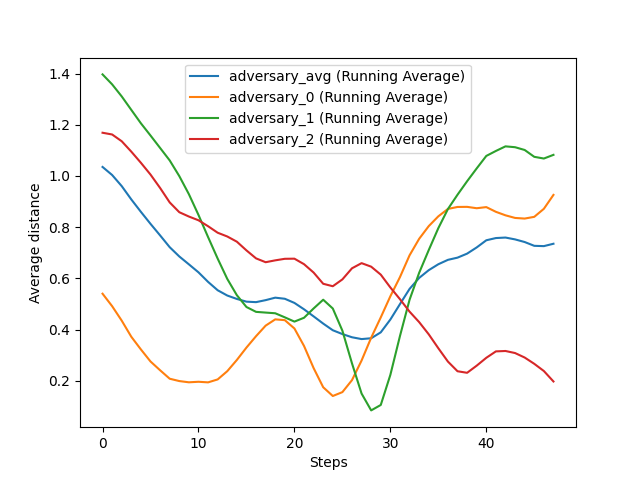 adversary_avg (Running Average)
adversary_0 (Running Average)
adversary_1 (Running Average)
adversary_2 (Running Average)
Average distance
1.4
1.2
1.0
0.8
0.6
0.4
0.2
0 10 20 30 40
Steps